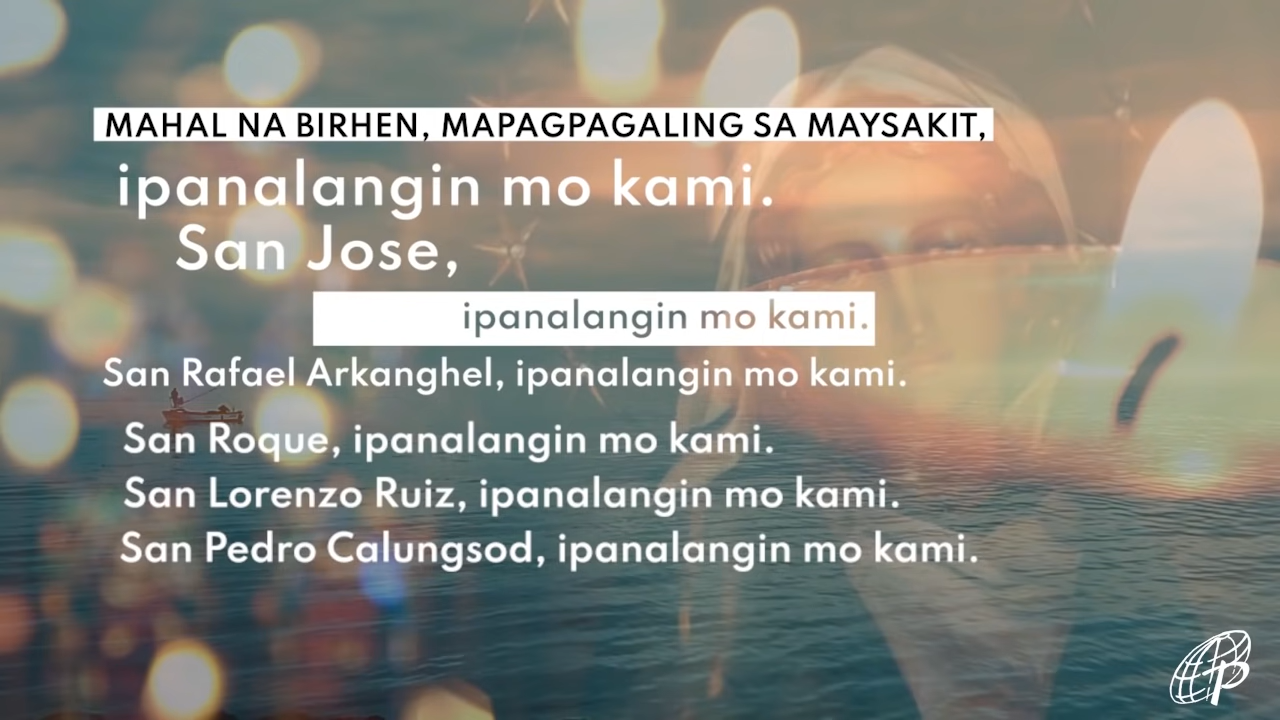 MAHAL NA BIRHEN, MAPAGPAGALING SA MAYSAKIT,
ipanalangin mo kami.
San Jose,
ipanalangin mo kami.
San Rafael Arkanghel, ipanalangin mo kami.
San Roque, ipanalangin mo kami.
San Lorenzo Ruiz, ipanalangin mo kami.
San Pedro Calungsod, ipanalangin mo kami.